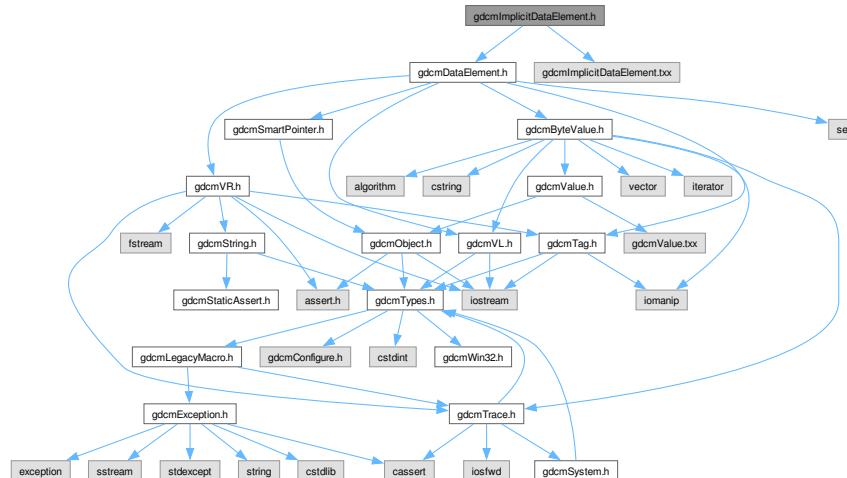 gdcmImplicitDataElement.h
gdcmDataElement.h
gdcmImplicitDataElement.txx
gdcmSmartPointer.h
gdcmByteValue.h
se
gdcmVR.h
algorithm
cstring
gdcmValue.h
vector
iterator
fstream
gdcmString.h
gdcmObject.h
gdcmVL.h
gdcmTag.h
gdcmValue.txx
gdcmStaticAssert.h
assert.h
gdcmTypes.h
iostream
iomanip
gdcmLegacyMacro.h
gdcmConfigure.h
cstdint
gdcmWin32.h
gdcmException.h
gdcmTrace.h
exception
sstream
stdexcept
string
cstdlib
cassert
iosfwd
gdcmSystem.h